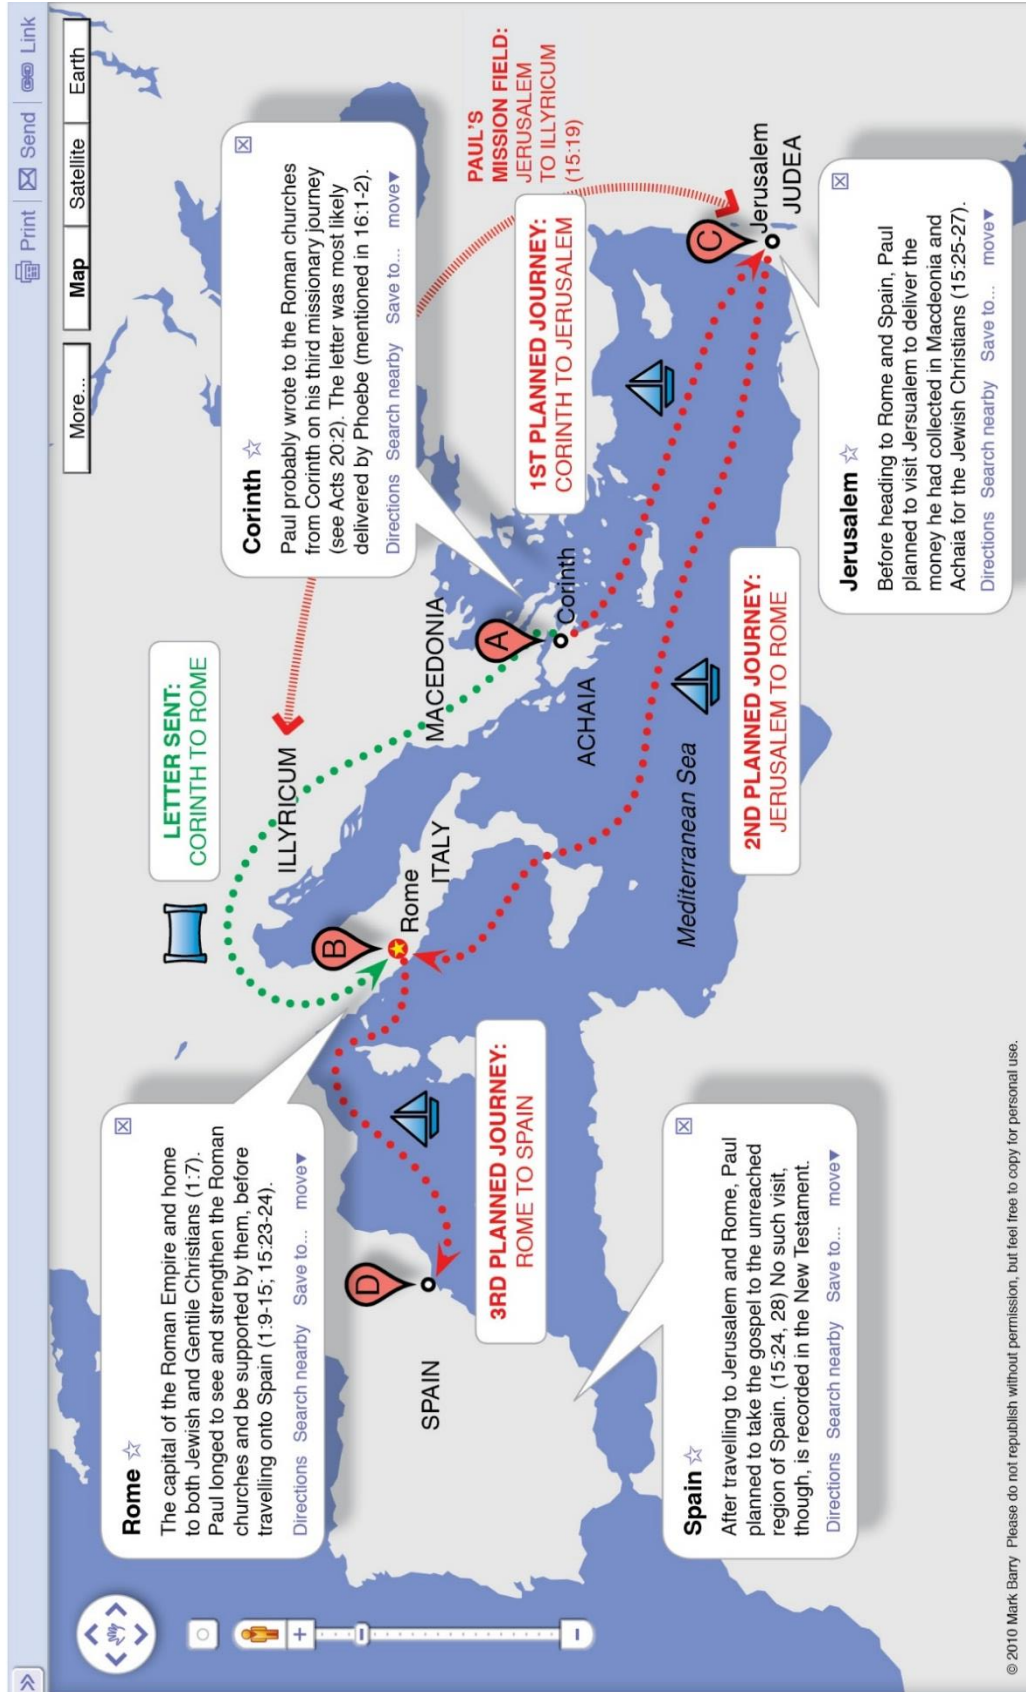 »
Print | Send | Link
More...
Map
Satellite
Earth
Rome
The capital of the Roman Empire and home
to both Jewish and Gentile Christians (1:7).
Paul longed to see and strengthen the Roman
churches and be supported by them, before
travelling onto Spain (1:9-15; 15:23-24).
Directions Search nearby Save to... move▾
LETTER SENT:
CORINTH TO ROME
Corinth
Paul probably wrote to the Roman churches
from Corinth on his third missionary journey
(see Acts 20:2). The letter was most likely
delivered by Phoebe (mentioned in 16:1-2).
Directions Search nearby Save to... move▾
ILLYRICUM
PAUL'S
MISSION FIELD:
JERUSALEM
TO ILLYRICUM
(15:19)
B
Rome
ITALY
MACEDONIA
A
Corinth
ACHAIA
D
SPAIN
3RD PLANNED JOURNEY:
ROME TO SPAIN
1ST PLANNED JOURNEY:
CORINTH TO JERUSALEM
C
Jerusalem
JUDEA
Mediterranean Sea
2ND PLANNED JOURNEY:
JERUSALEM TO ROME
Spain
After travelling to Jerusalem and Rome, Paul
planned to take the gospel to the unreached
region of Spain. (15:24, 28) No such visit,
though, is recorded in the New Testament.
Directions Search nearby Save to... move▾
Jerusalem
Before heading to Rome and Spain, Paul
planned to visit Jersualem to deliver the
money he had collected in Macdeonia and
Achaia for the Jewish Christians (15:25-27).
Directions Search nearby Save to... move▾
© 2010 Mark Barry Please do not republish without permission, but feel free to copy for personal use.